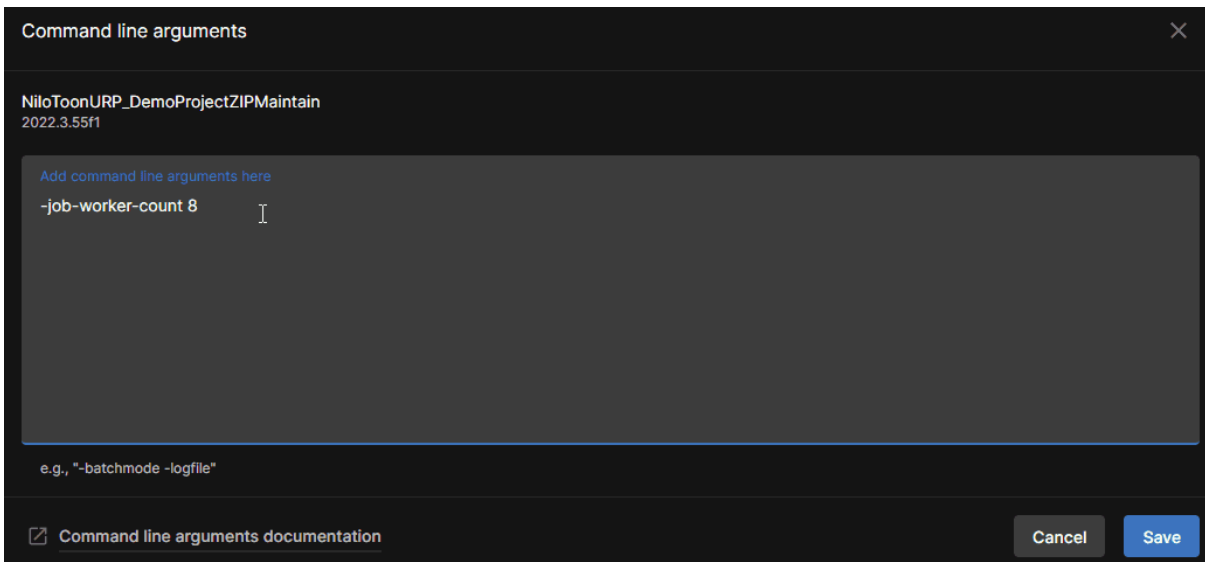 Command line arguments
NiloToonURP_DemoProjectZIPMaintain
2022.3.55f1
Add command line arguments here
-job-worker-count 8
e.g., "-batchmode -logfile"
Command line arguments documentation
Cancel
Save